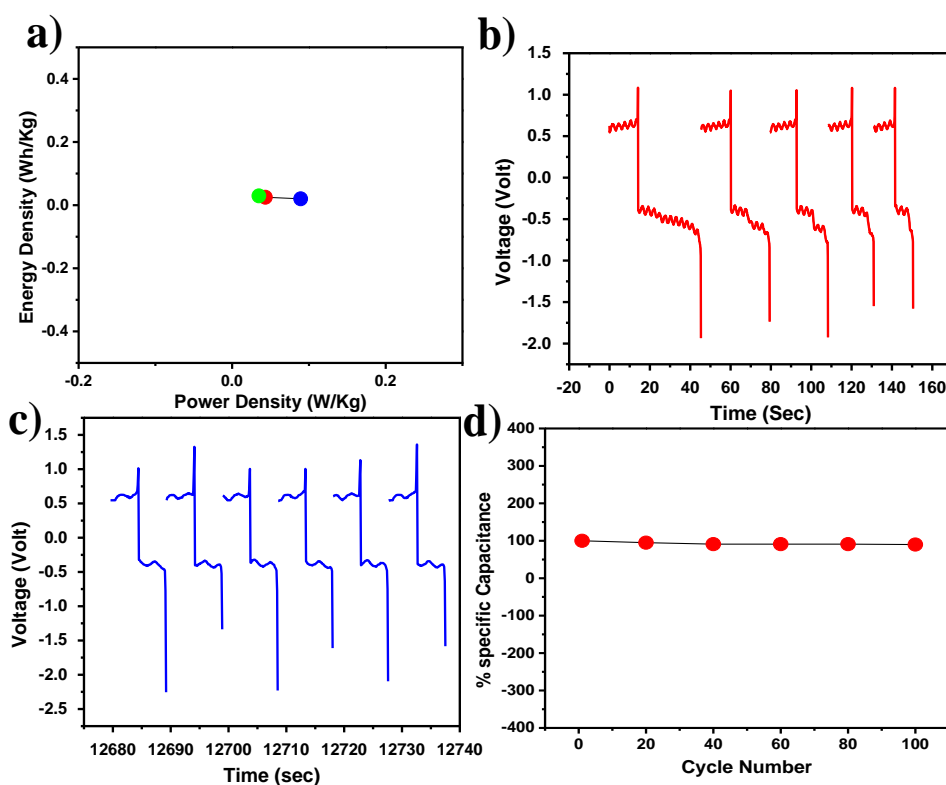 a)
Energy Density (Wh/Kg)
0.4
0.2
0.0
-0.2
-0.4
-0.2
0.0
0.2
Power Density (W/Kg)
b)
Voltage (Volt)
1.5
1.0
0.5
0.0
-0.5
-1.0
-1.5
-2.0
-20 0 20 40 60 80 100 120 140 160
Time (Sec)
c)
Voltage (Volt)
1.5
1.0
0.5
0.0
-0.5
-1.0
-1.5
-2.0
-2.5
12680 12690 12700 12710 12720 12730 12740
Time (sec)
d)
% specific Capacitance
400
300
200
100
0
-100
-200
-300
-400
0 20 40 60 80 100
Cycle Number